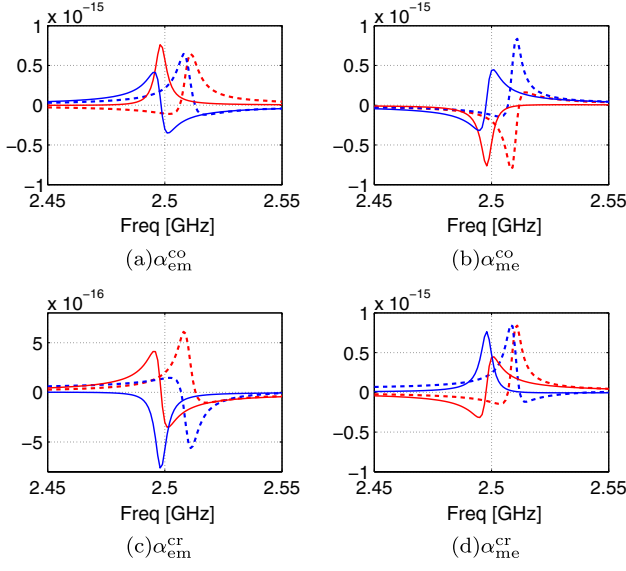 x 10⁻¹⁵ x 10⁻¹⁵
1 1
0.5 0.5
0 0
−0.5 −0.5
−1 −1
2.45 2.5 2.55 2.45 2.5 2.55
Freq [GHz] Freq [GHz]
(a)α^co_em (b)α^co_me
x 10⁻¹⁶ x 10⁻¹⁵
5 1
0.5
0 0
−0.5
−5 −1
2.45 2.5 2.55 2.45 2.5 2.55
Freq [GHz] Freq [GHz]
(c)α^cr_em (d)α^cr_me